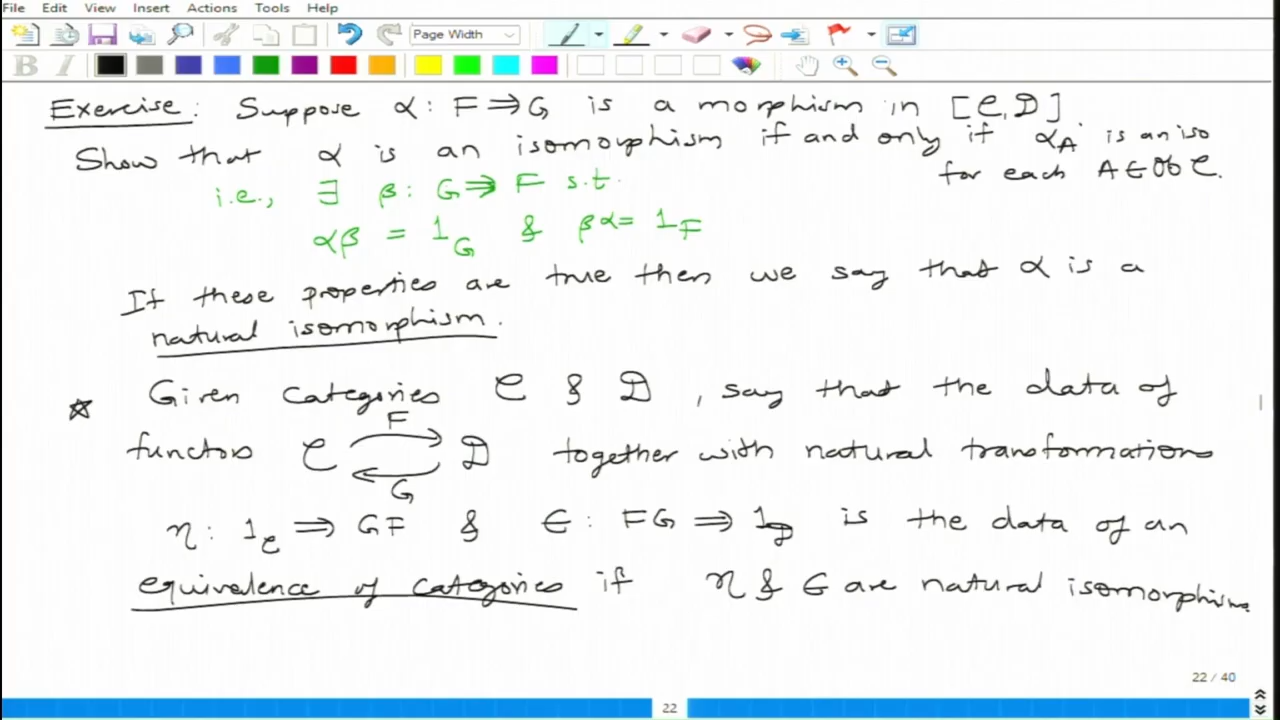 File Edit View Insert Actions Tools Help
Page Width
B I
Exercise: Suppose α: F ⇒ G is a morphism in [C, D]
Show that α is an isomorphism if and only if α_A is an iso
for each A ∈ Ob C.
i.e., ∃ β: G ⇒ F s.t.
αβ = 1_G & βα = 1_F
If these properties are true then we say that α is a
natural isomorphism.
☆ Given categories C & D, say that the data of
F
functors C ⇄ D together with natural transformations
G
η: 1_C ⇒ GF & ϵ: FG ⇒ 1_D is the data of an
equivalence of categories if η & ϵ are natural isomorphisms
22 / 40
22